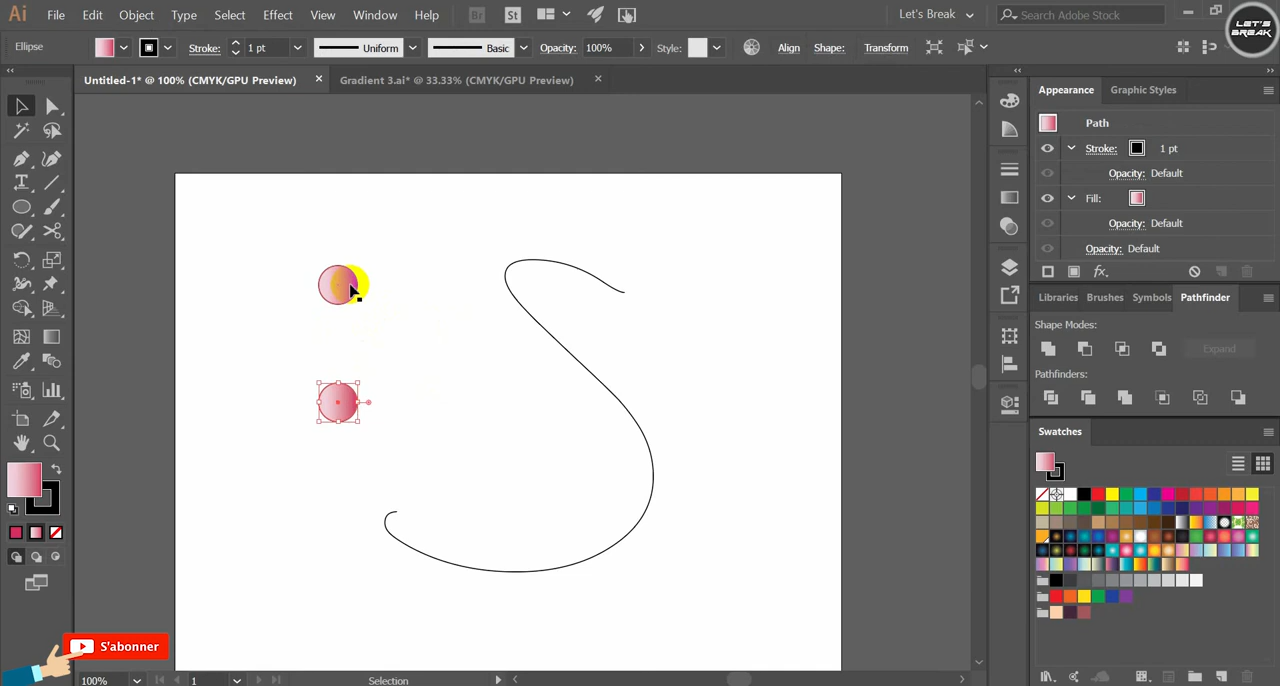 Ai File Edit Object Type Select Effect View Window Help Br St Let's Break Search Adobe Stock
LET'S BREAK
Ellipse Stroke: 1 pt Uniform Basic Opacity: 100% Style: Align Shape: Transform
Untitled-1* @ 100% (CMYK/GPU Preview) × Gradient 3.ai* @ 33.33% (CMYK/GPU Preview) ×
Appearance Graphic Styles
Path
Stroke: 1 pt
Opacity: Default
Fill:
Opacity: Default
Opacity: Default
fx
Libraries Brushes Symbols Pathfinder
Shape Modes:
Expand
Pathfinders:
Swatches
S'abonner
100% 1 Selection